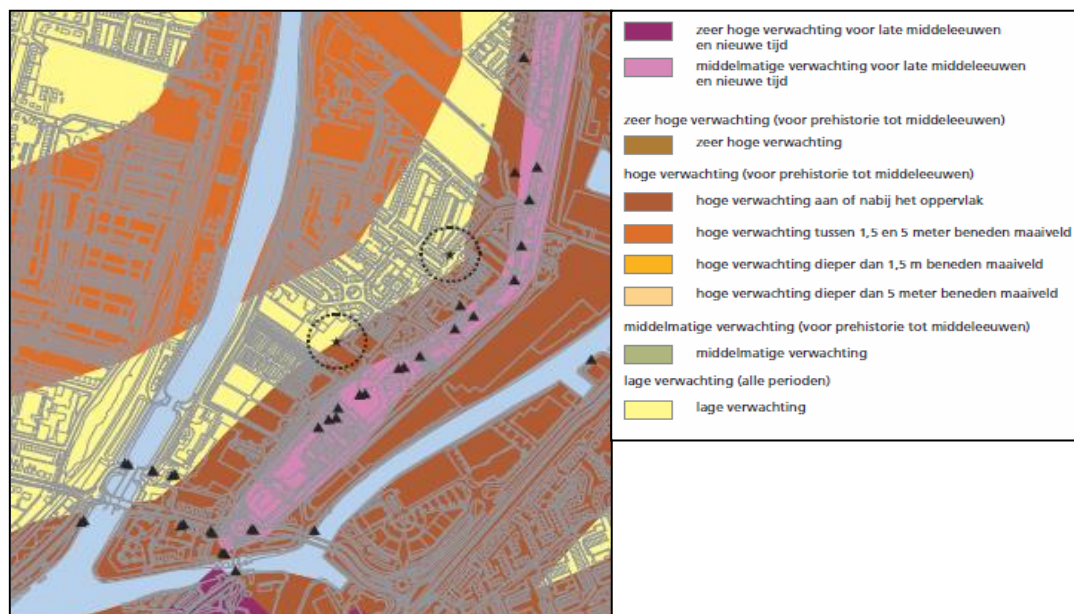 zeer hoge verwachting voor late middeleeuwen
en nieuwe tijd
middelmatige verwachting voor late middeleeuwen
en nieuwe tijd
zeer hoge verwachting (voor prehistorie tot middeleeuwen)
zeer hoge verwachting
hoge verwachting (voor prehistorie tot middeleeuwen)
hoge verwachting aan of nabij het oppervlak
hoge verwachting tussen 1,5 en 5 meter beneden maaiveld
hoge verwachting dieper dan 1,5 m beneden maaiveld
hoge verwachting dieper dan 5 meter beneden maaiveld
middelmatige verwachting (voor prehistorie tot middeleeuwen)
middelmatige verwachting
lage verwachting (alle perioden)
lage verwachting